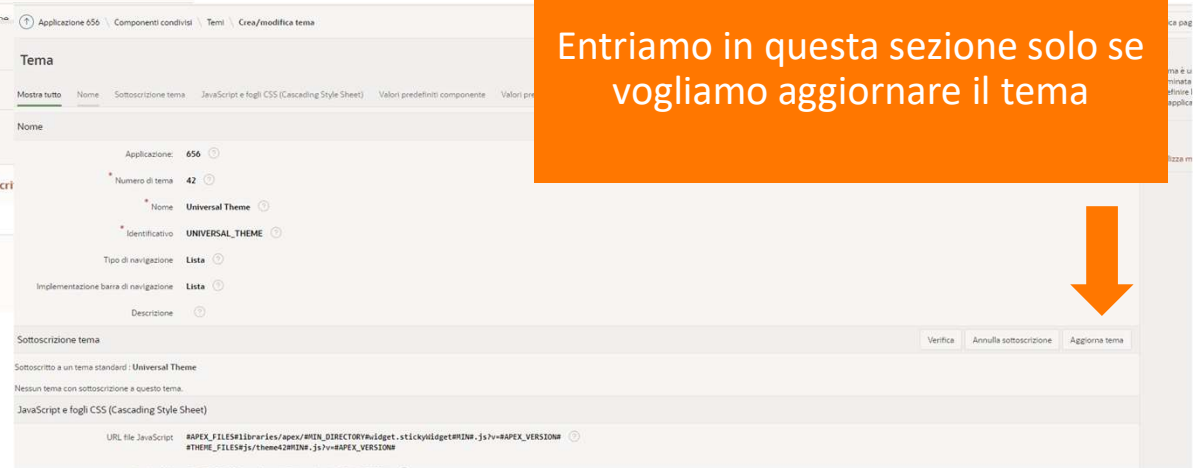 Applicazione 656 \ Componenti condivisi \ Temi \ Crea/modifica tema
Entriamo in questa sezione solo se
vogliamo aggiornare il tema
Tema
Mostra tutto Nome Sottoscrizione tema JavaScript e fogli CSS (Cascading Style Sheet) Valori predefiniti componente Valori
Nome
Applicazione: 656
* Numero di tema 42
* Nome Universal Theme
* Identificativo UNIVERSAL_THEME
Tipo di navigazione Lista
Implementazione barra di navigazione Lista
Descrizione
Sottoscrizione tema Verifica Annulla sottoscrizione Aggiorna tema
Sottoscritto a un tema standard : Universal Theme
Nessun tema con sottoscrizione a questo tema.
JavaScript e fogli CSS (Cascading Style Sheet)
URL file JavaScript #APEX_FILES#libraries/apex/#MIN_DIRECTORY#widget.stickyWidget#MIN#.js?v=#APEX_VERSION#
#THEME_FILES#js/theme42#MIN#.js?v=#APEX_VERSION#